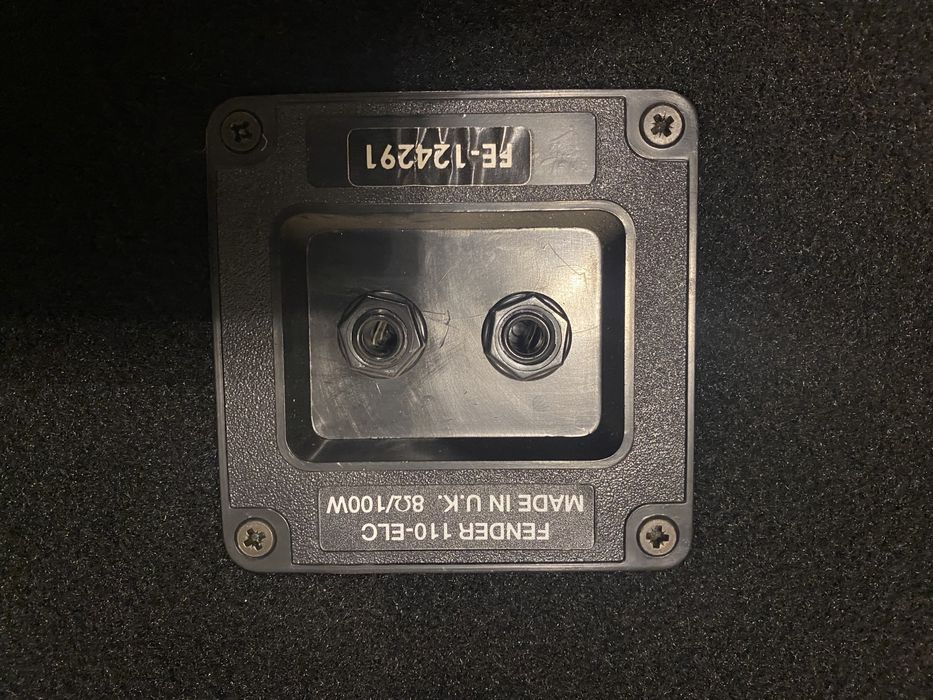 FENDER 110-ELC
MADE IN U.K. 8Ω/100W
FE-124291